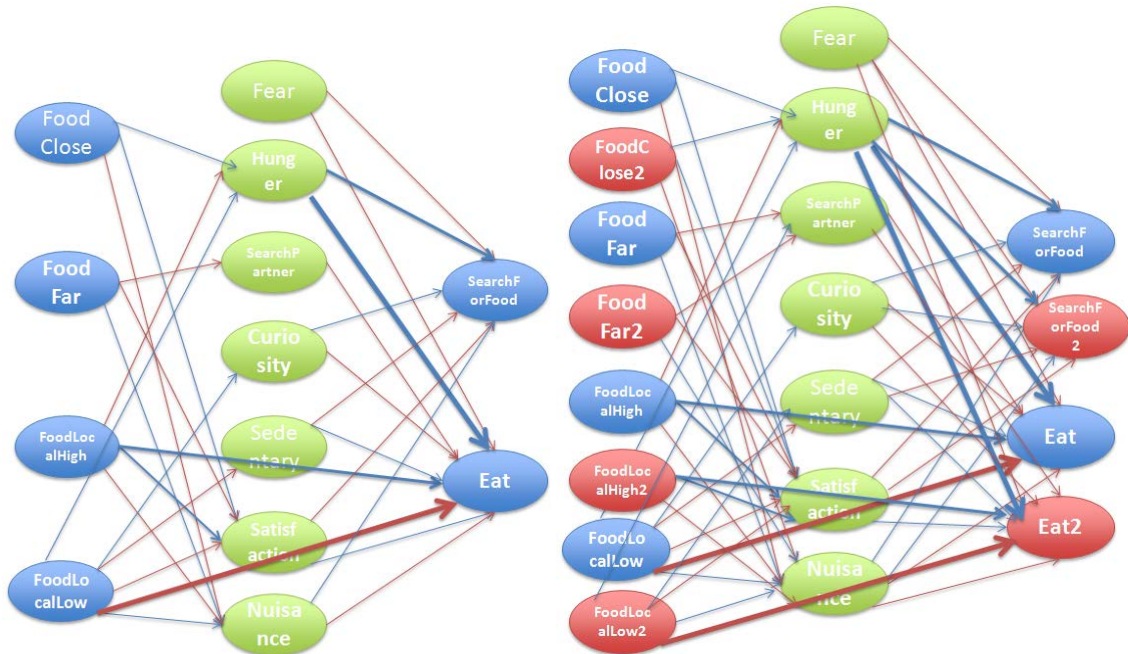 Fear
Food
Close
Hung
er
SearchP
artner
Food
Far
Curio
sity
SearchF
orFood
FoodLoc
alHigh
Sede
ntary
Eat
Satisf
action
FoodLo
calLow
Nuisa
nce
Fear
Food
Close
Hung
er
FoodC
lose2
SearchP
artner
Food
Far
SearchF
orFood
Curio
sity
Food
Far2
SearchF
orFood
2
FoodLoc
alHigh
Sede
ntary
Eat
FoodLoc
alHigh2
Satisf
action
Eat2
FoodLo
calLow
Nuisa
nce
FoodLoc
alLow2